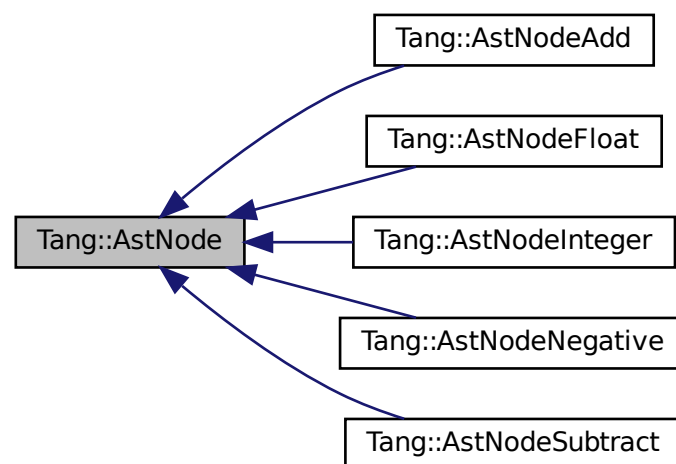 Tang::AstNodeAdd
Tang::AstNodeFloat
Tang::AstNode
Tang::AstNodeInteger
Tang::AstNodeNegative
Tang::AstNodeSubtract